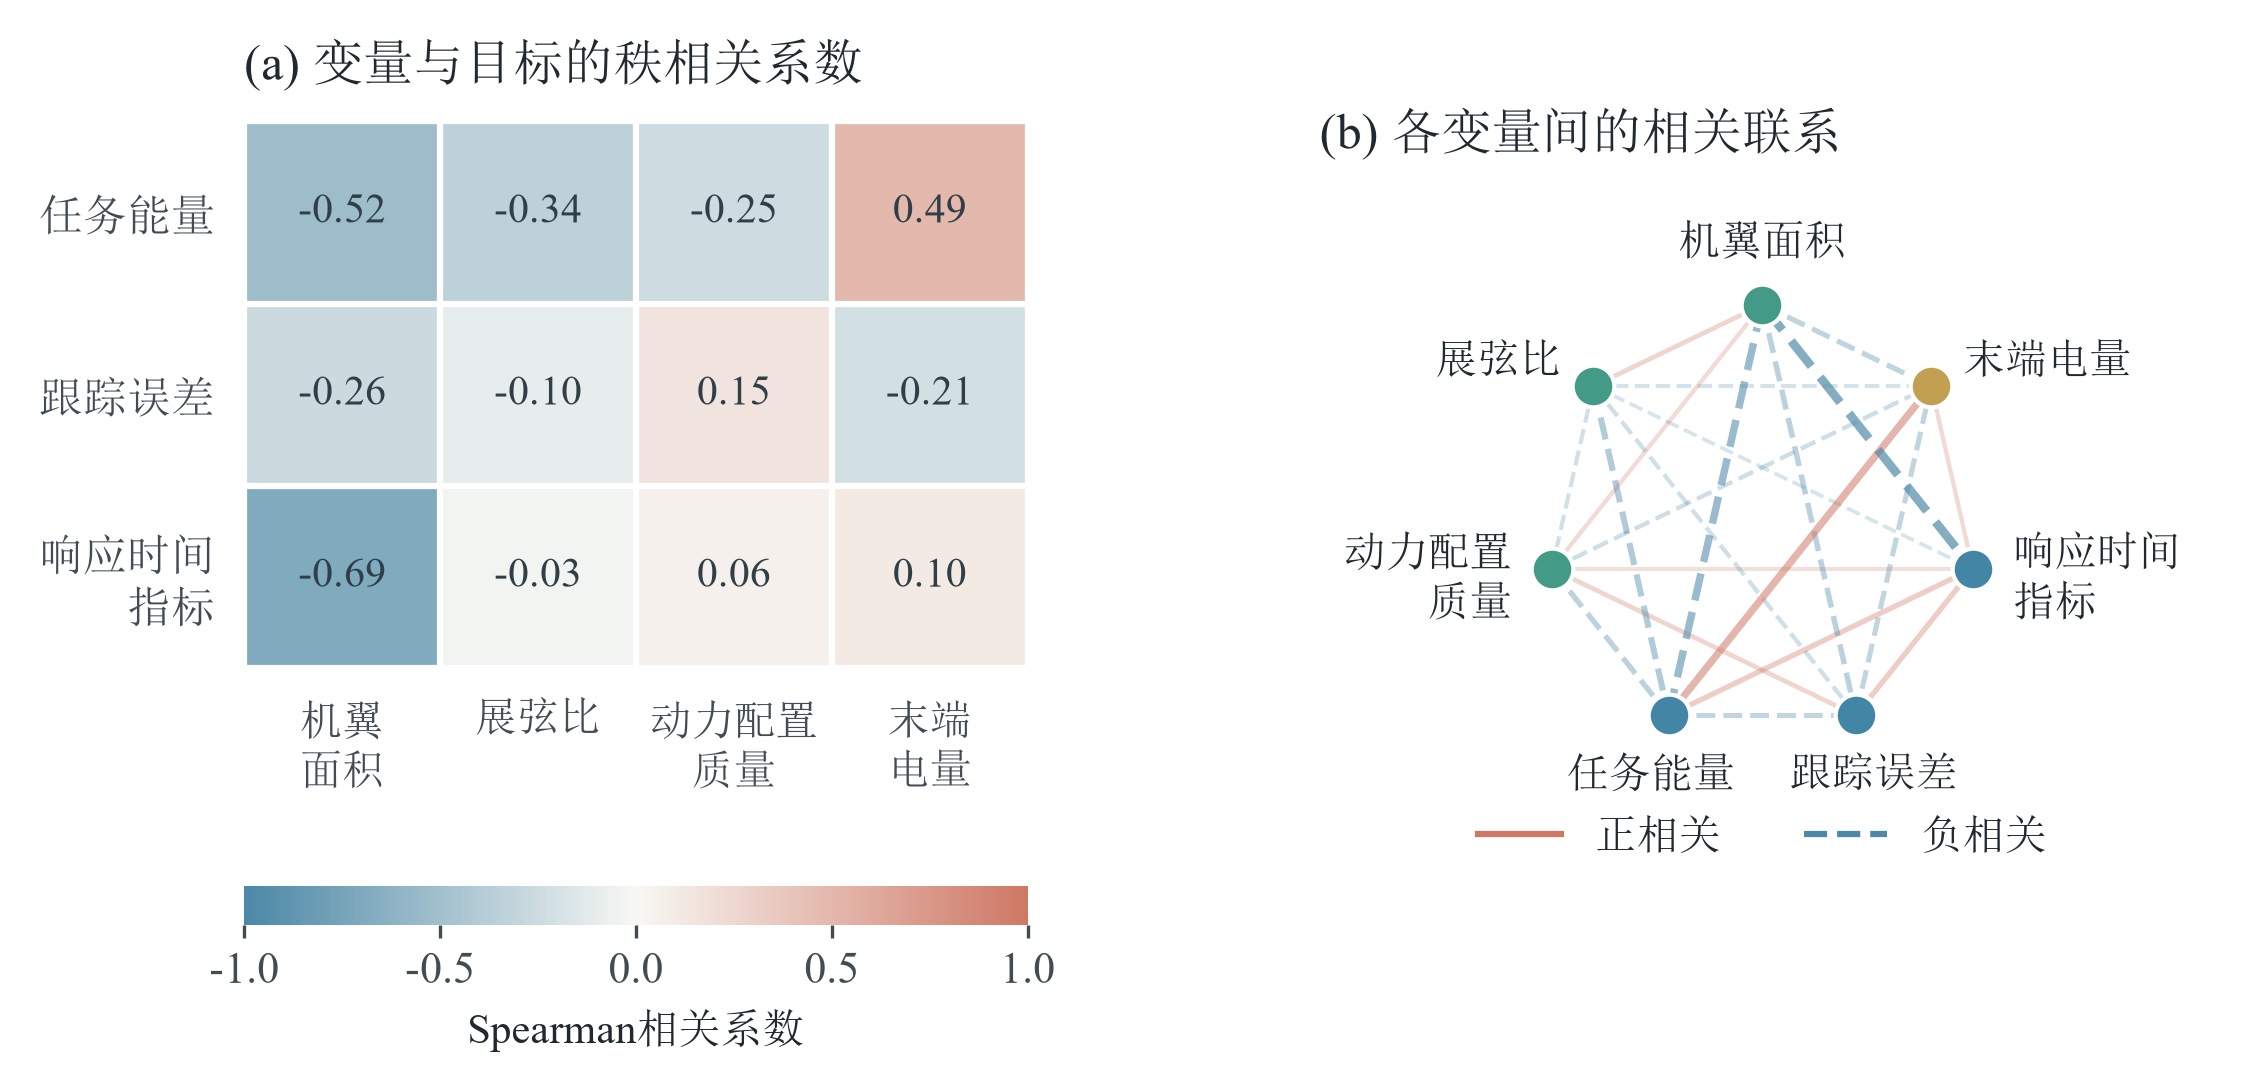 (a) 变量与目标的秩相关系数
任务能量
-0.52
-0.34
-0.25
0.49
跟踪误差
-0.26
-0.10
0.15
-0.21
响应时间
指标
-0.69
-0.03
0.06
0.10
机翼
面积
展弦比
动力配置
质量
末端
电量
-1.0
-0.5
0.0
0.5
1.0
Spearman相关系数
(b) 各变量间的相关联系
机翼面积
展弦比
末端电量
动力配置
质量
响应时间
指标
任务能量
跟踪误差
正相关
负相关